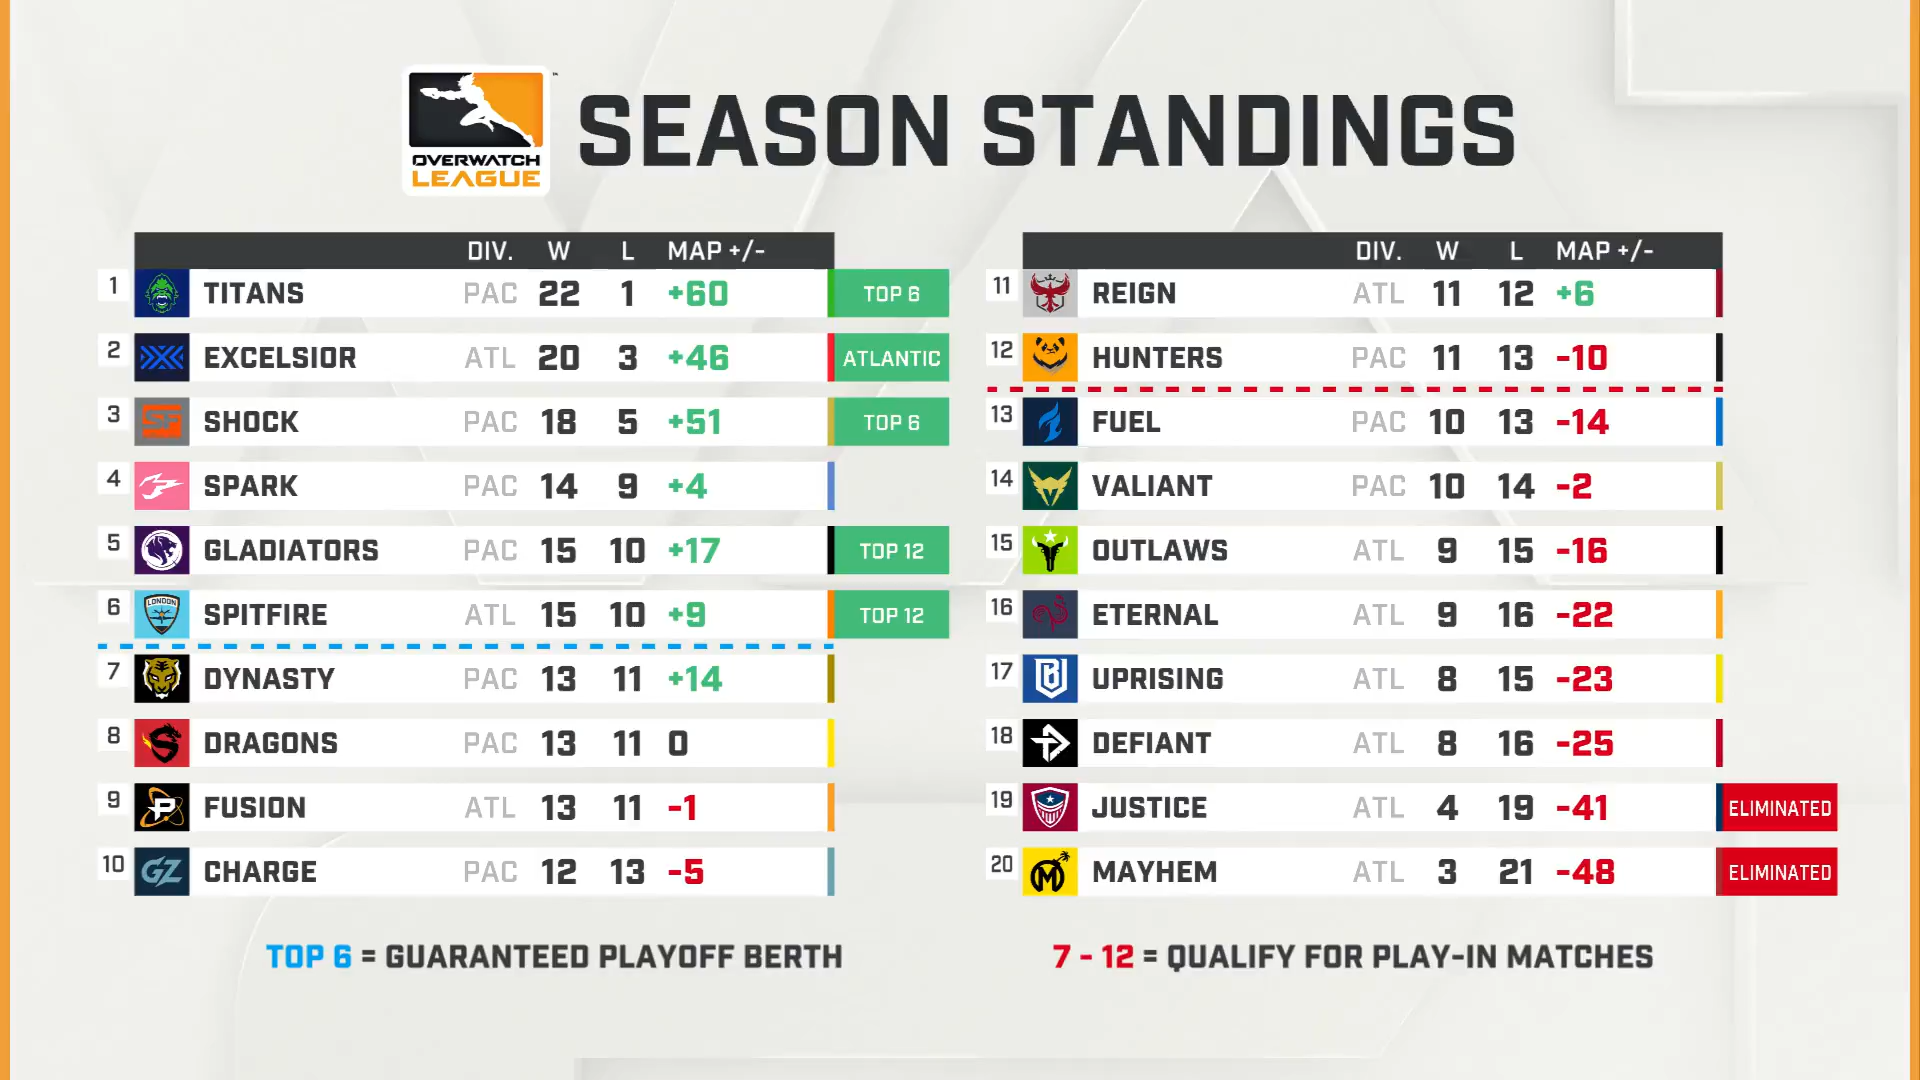 OVERWATCH
LEAGUE
SEASON STANDINGS
DIV. W L MAP +/-
1 TITANS PAC 22 1 +60 TOP 6
2 EXCELSIOR ATL 20 3 +46 ATLANTIC
3 SF SHOCK PAC 18 5 +51 TOP 6
4 SPARK PAC 14 9 +4
5 GLADIATORS PAC 15 10 +17 TOP 12
6 LONDON SPITFIRE ATL 15 10 +9 TOP 12
7 DYNASTY PAC 13 11 +14
8 DRAGONS PAC 13 11 0
9 P FUSION ATL 13 11 -1
10 GZ CHARGE PAC 12 13 -5
DIV. W L MAP +/-
11 REIGN ATL 11 12 +6
12 HUNTERS PAC 11 13 -10
13 FUEL PAC 10 13 -14
14 VALIANT PAC 10 14 -2
15 OUTLAWS ATL 9 15 -16
16 ETERNAL ATL 9 16 -22
17 B UPRISING ATL 8 15 -23
18 DEFIANT ATL 8 16 -25
19 JUSTICE ATL 4 19 -41 ELIMINATED
20 M MAYHEM ATL 3 21 -48 ELIMINATED
TOP 6 = GUARANTEED PLAYOFF BERTH
7 - 12 = QUALIFY FOR PLAY-IN MATCHES